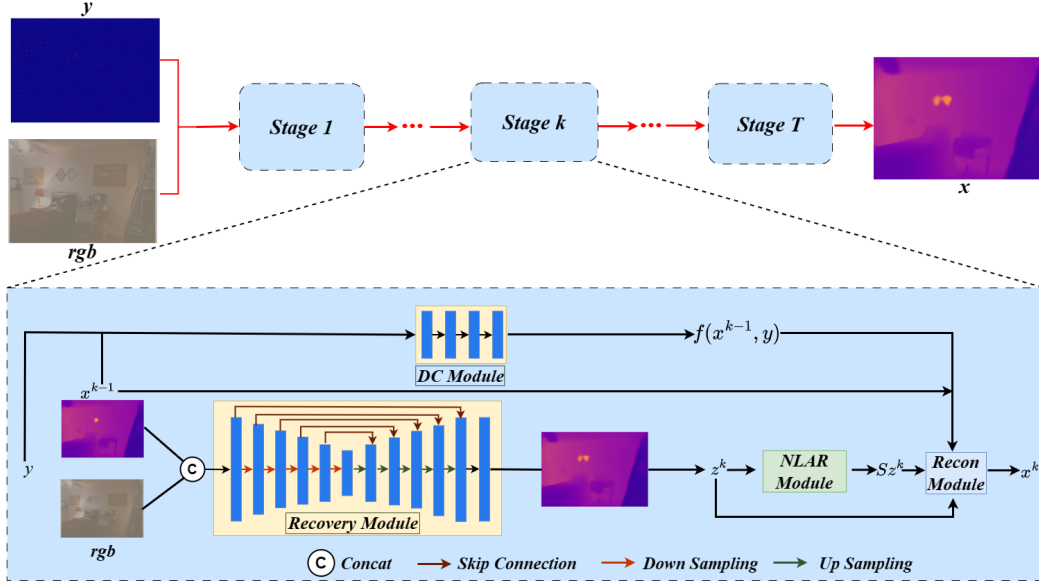 y
rgb
Stage 1
•••
Stage k
•••
Stage T
x
DC Module
f(x^{k-1}, y)
x^{k-1}
y
rgb
C
Recovery Module
z^k
NLAR
Module
Sz^k
Recon
Module
x^k
C Concat
Skip Connection
Down Sampling
Up Sampling